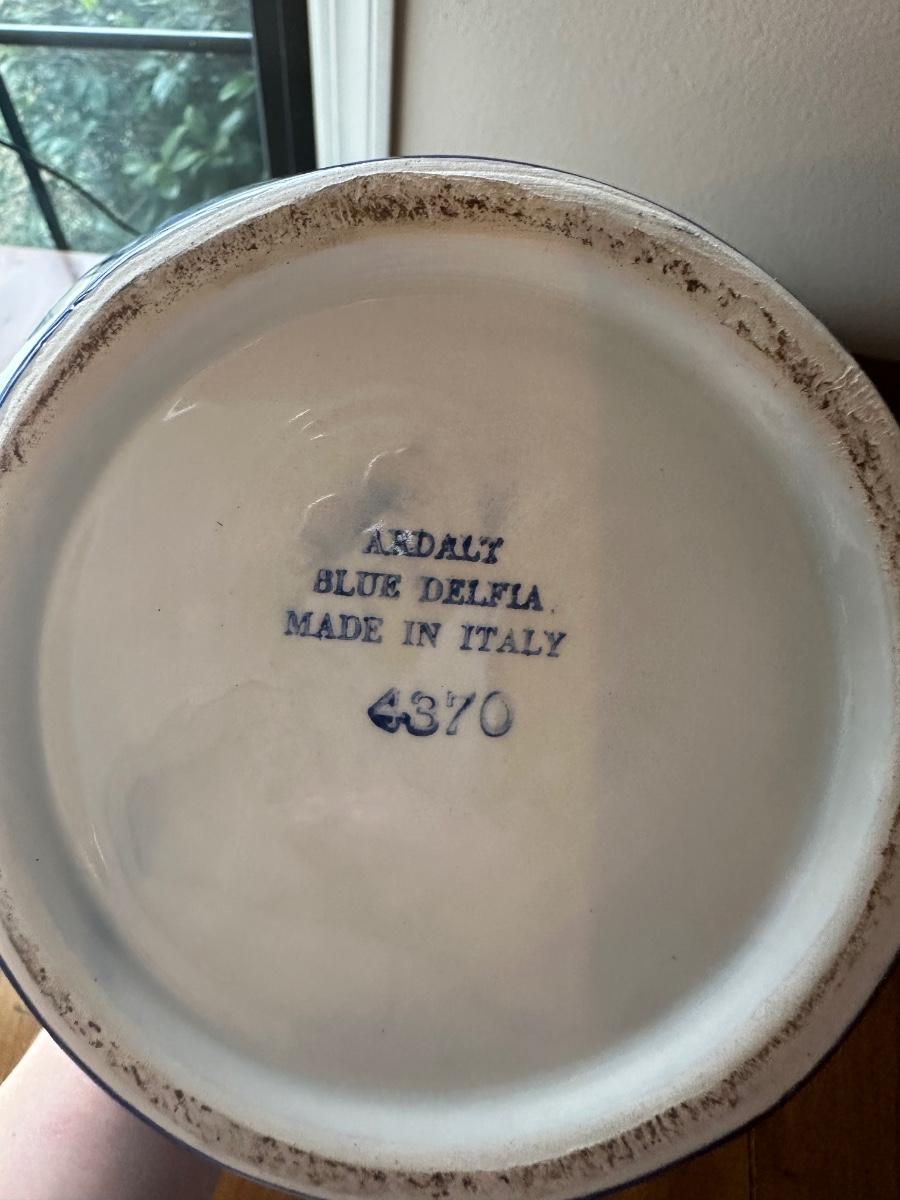 ARDALT
BLUE DELFIA
MADE IN ITALY
4370